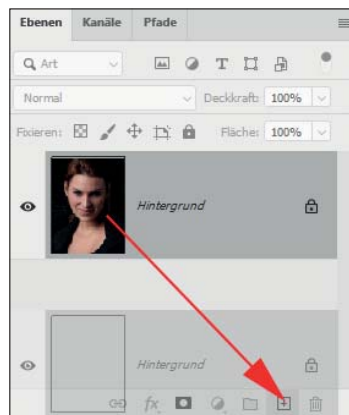 Ebenen Kanäle Pfade
Art
Normal Deckkraft: 100%
Fixieren: Fläche: 100%
Hintergrund
Hintergrund
fx